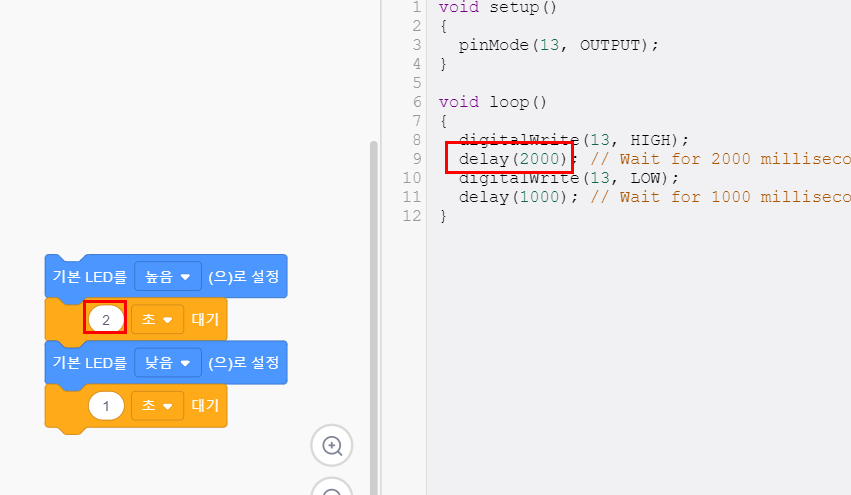 1 void setup()
2 {
3 pinMode(13, OUTPUT);
4 }
5
6 void loop()
7 {
8 digitalWrite(13, HIGH);
9 delay(2000); // Wait for 2000 milliseco
10 digitalWrite(13, LOW);
11 delay(1000); // Wait for 1000 milliseco
12 }
기본 LED를 높음 (으)로 설정
2 초 대기
기본 LED를 낮음 (으)로 설정
1 초 대기